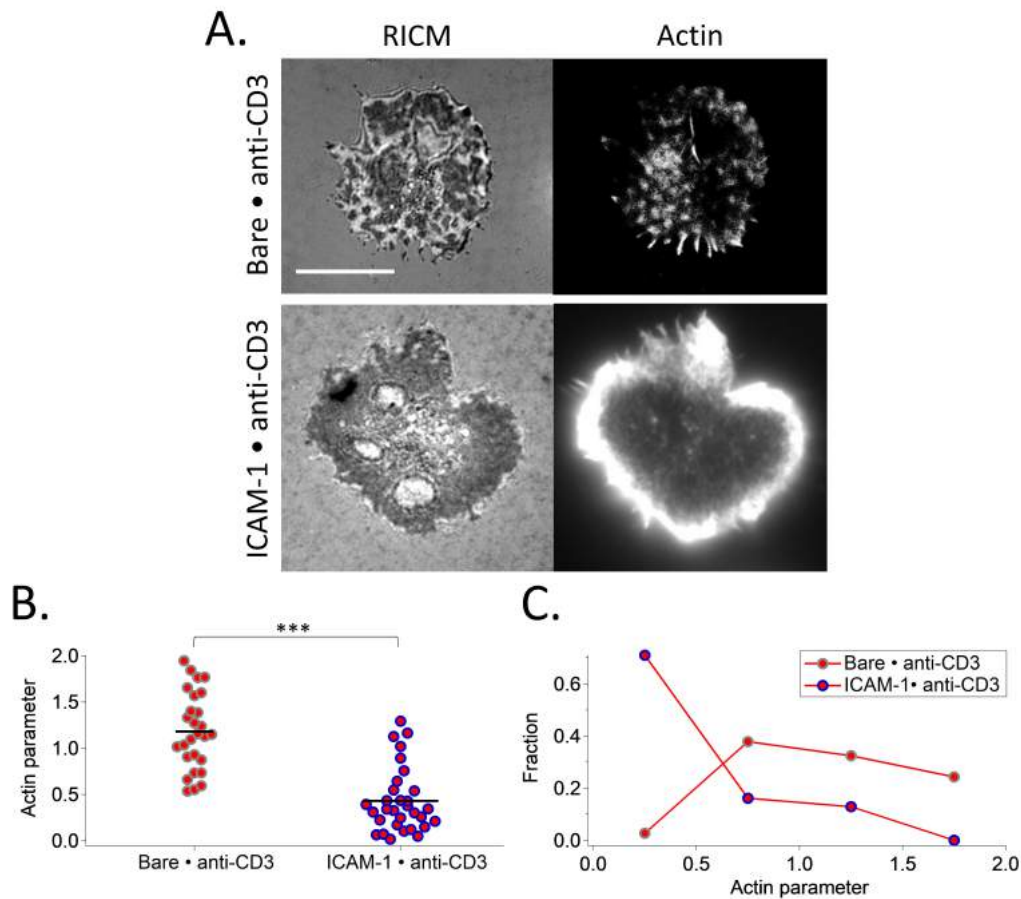 A.
RICM
Actin
Bare • anti-CD3
ICAM-1 • anti-CD3
B.
***
2.0
1.5
1.0
0.5
0.0
Actin parameter
Bare • anti-CD3
ICAM-1 • anti-CD3
C.
Bare • anti-CD3
ICAM-1• anti-CD3
0.6
0.4
0.2
0.0
Fraction
0.0
0.5
1.0
1.5
2.0
Actin parameter